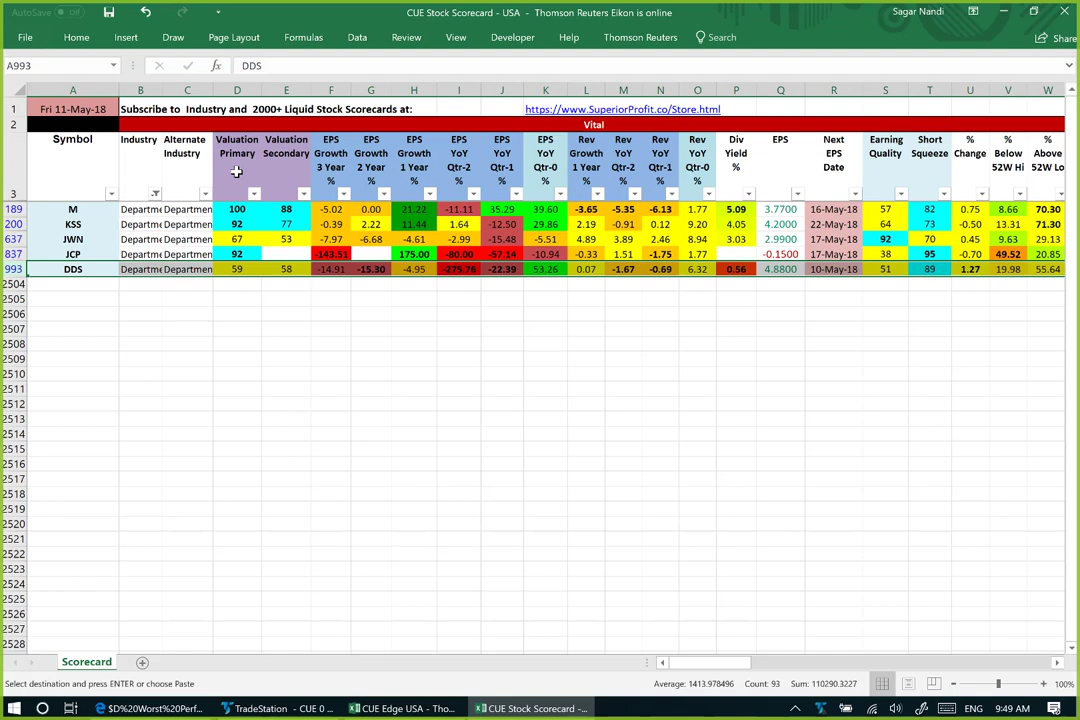 AutoSave Off CUE Stock Scorecard - USA - Thomson Reuters Eikon is online Sagar Nandi
File Home Insert Draw Page Layout Formulas Data Review View Developer Help Thomson Reuters Search Share
A993 fx DDS
A B C D E F G H I J K L M N O P Q R S T U V W
1 Fri 11-May-18 Subscribe to Industry and 2000+ Liquid Stock Scorecards at: https://www.SuperiorProfit.co/Store.html
2 Vital
Symbol Industry Alternate Valuation Valuation EPS EPS EPS EPS EPS EPS Rev Rev Rev Rev Div EPS Next Earning Short % % %
Industry Primary Secondary Growth Growth Growth YoY YoY YoY Growth YoY YoY YoY Yield EPS Quality Squeeze Change Below Above
3 Year 2 Year 1 Year Qtr-2 Qtr-1 Qtr-0 1 Year Qtr-2 Qtr-1 Qtr-0 % Date 52W Hi 52W Lo
% % % % % % % % % %
3
189 M Departme Departmen 100 88 -5.02 0.00 21.22 -11.11 35.29 39.60 -3.65 -5.35 -6.13 1.77 5.09 3.7700 16-May-18 57 82 0.75 8.66 70.30
200 KSS Departme Departmen 92 77 -0.39 2.22 11.44 1.64 -12.50 29.86 2.19 -0.91 0.12 9.20 4.05 4.2000 22-May-18 64 73 -0.50 13.31 71.30
637 JWN Departme Departmen 67 53 -7.97 -6.68 -4.61 -2.99 -15.48 -5.51 4.89 3.89 2.46 8.94 3.03 2.9900 17-May-18 92 70 0.45 9.63 29.13
837 JCP Departme Departmen 92 -143.51 175.00 -80.00 -57.14 -10.94 -0.33 1.51 -1.75 1.77 -0.1500 17-May-18 38 95 -0.70 49.52 20.85
993 DDS Departme Departmen 59 58 -14.91 -15.30 -4.95 -275.76 -22.39 53.26 0.07 -1.67 -0.69 6.32 0.56 4.8800 10-May-18 51 89 1.27 19.98 55.64
2504
2505
2506
2507
2508
2509
2510
2511
2512
2513
2514
2515
2516
2517
2518
2519
2520
2521
2522
2523
2524
2525
2526
2527
2528
Scorecard
Select destination and press ENTER or choose Paste Average: 1413.978496 Count: 93 Sum: 110290.3227 100%
$D%20Worst%20Perf... TradeStation - CUE 0 ... CUE Edge USA - Tho... CUE Stock Scorecard -... ENG 9:49 AM